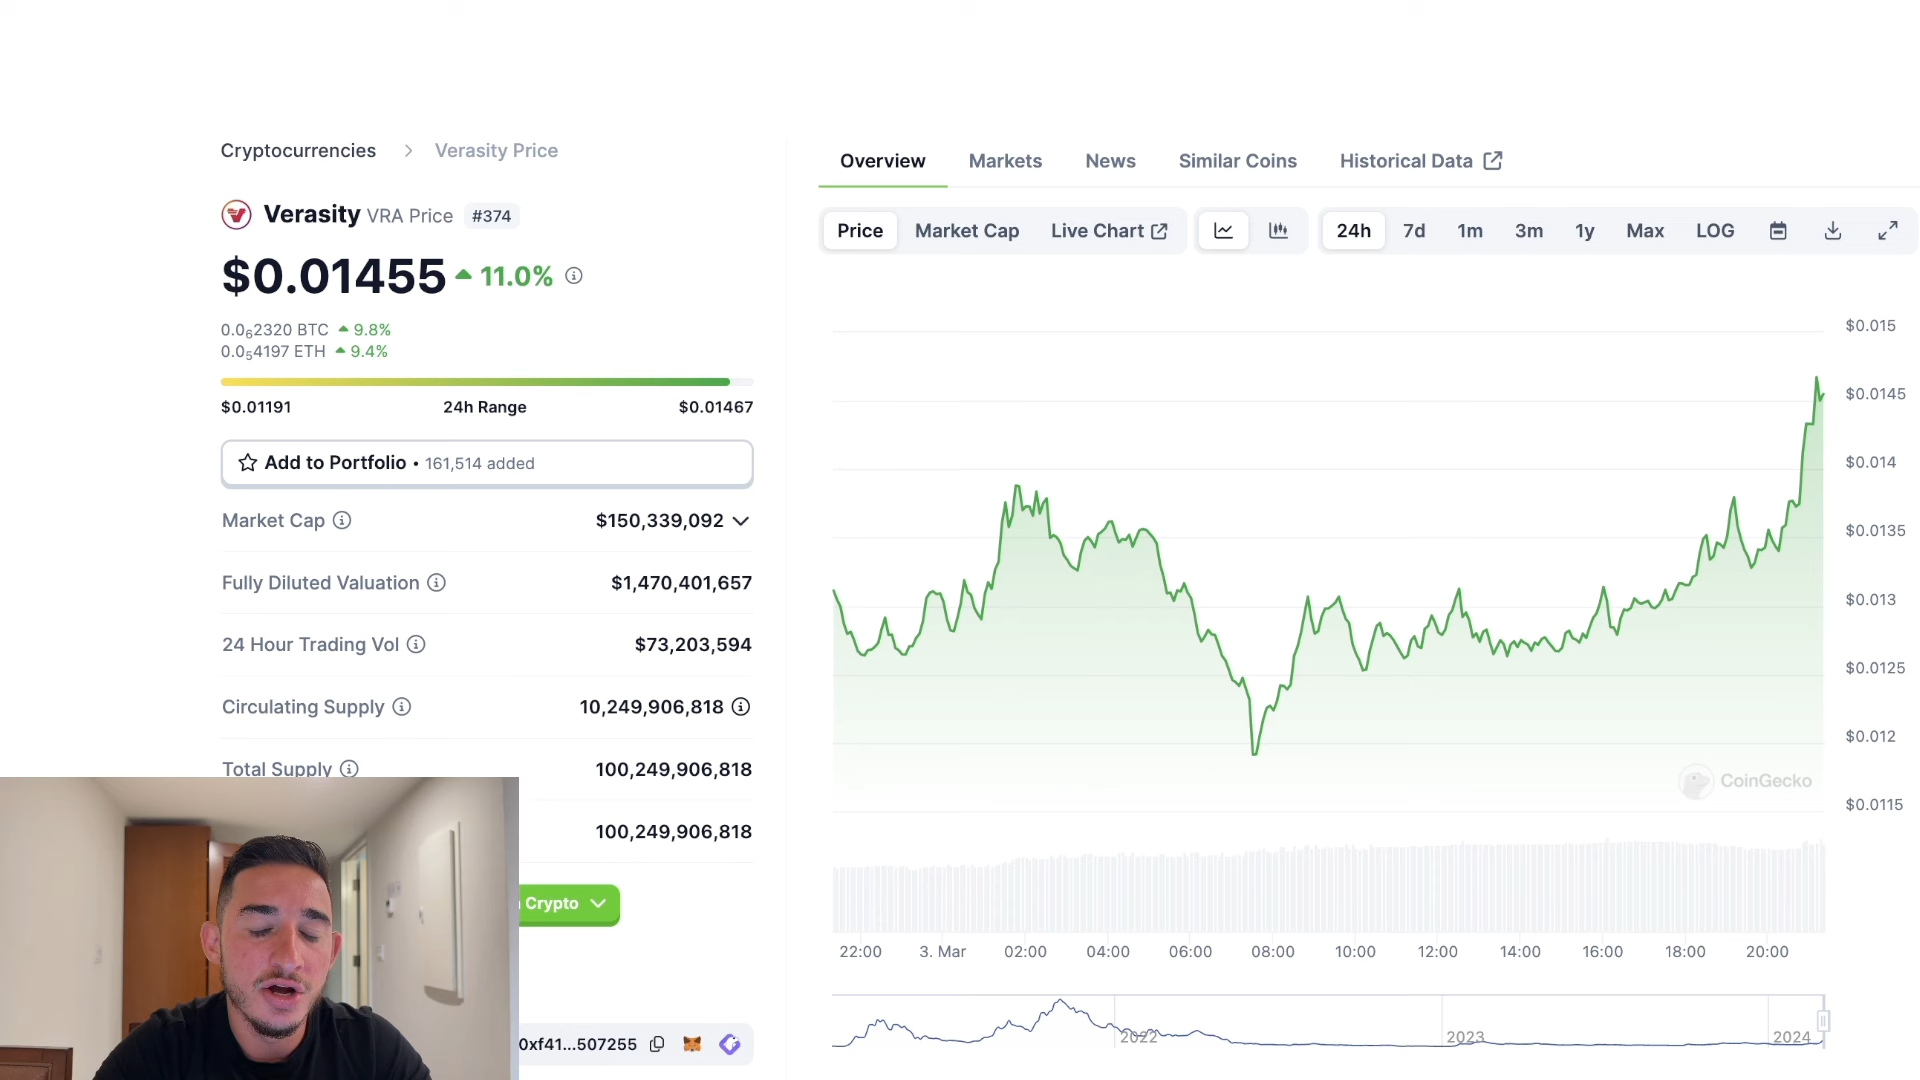 Cryptocurrencies > Verasity Price
Verasity VRA Price #374
$0.01455 11.0%
0.0₆2320 BTC 9.8%
0.0₅4197 ETH 9.4%
$0.01191 24h Range $0.01467
Add to Portfolio • 161,514 added
Market Cap $150,339,092
Fully Diluted Valuation $1,470,401,657
24 Hour Trading Vol $73,203,594
Circulating Supply 10,249,906,818
Total Supply 100,249,906,818
100,249,906,818
Crypto
0xf41...507255
Overview Markets News Similar Coins Historical Data
Price Market Cap Live Chart 24h 7d 1m 3m 1y Max LOG
$0.015
$0.0145
$0.014
$0.0135
$0.013
$0.0125
$0.012
CoinGecko
$0.0115
22:00 3. Mar 02:00 04:00 06:00 08:00 10:00 12:00 14:00 16:00 18:00 20:00
2022 2023 2024